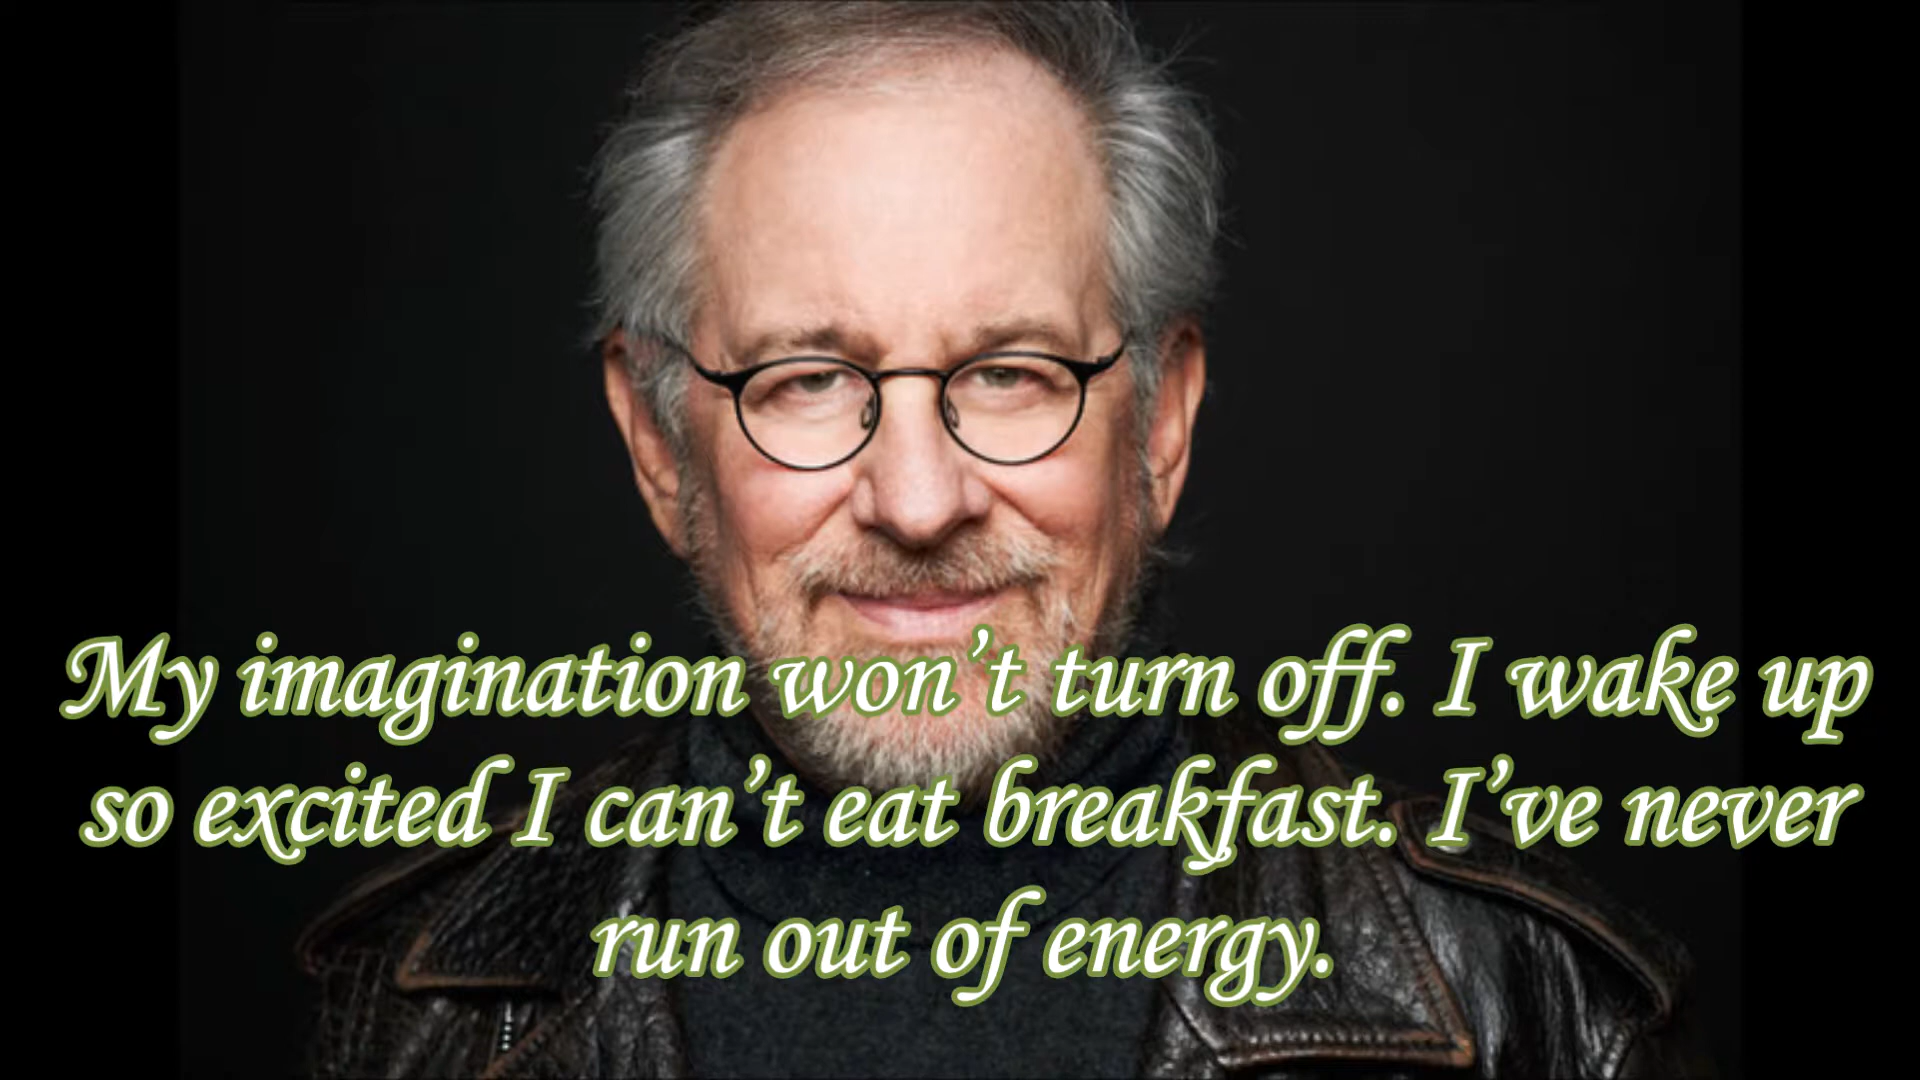 My imagination won't turn off. I wake up
so excited I can't eat breakfast. I've never
run out of energy.